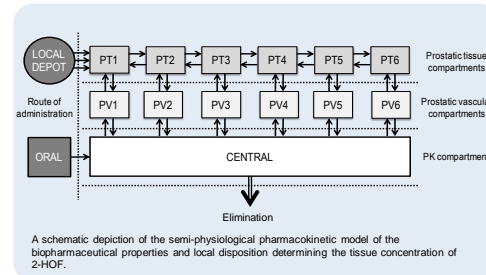 LOCAL
DEPOT
PT1 PT2 PT3 PT4 PT5 PT6
Prostatic tissue
compartments
Route of
administration
PV1 PV2 PV3 PV4 PV5 PV6
Prostatic vascula
compartments
ORAL
CENTRAL
PK compartmen
Elimination
A schematic depiction of the semi-physiological pharmacokinetic model of the
biopharmaceutical properties and local disposition determining the tissue concentration of
2-HOF.